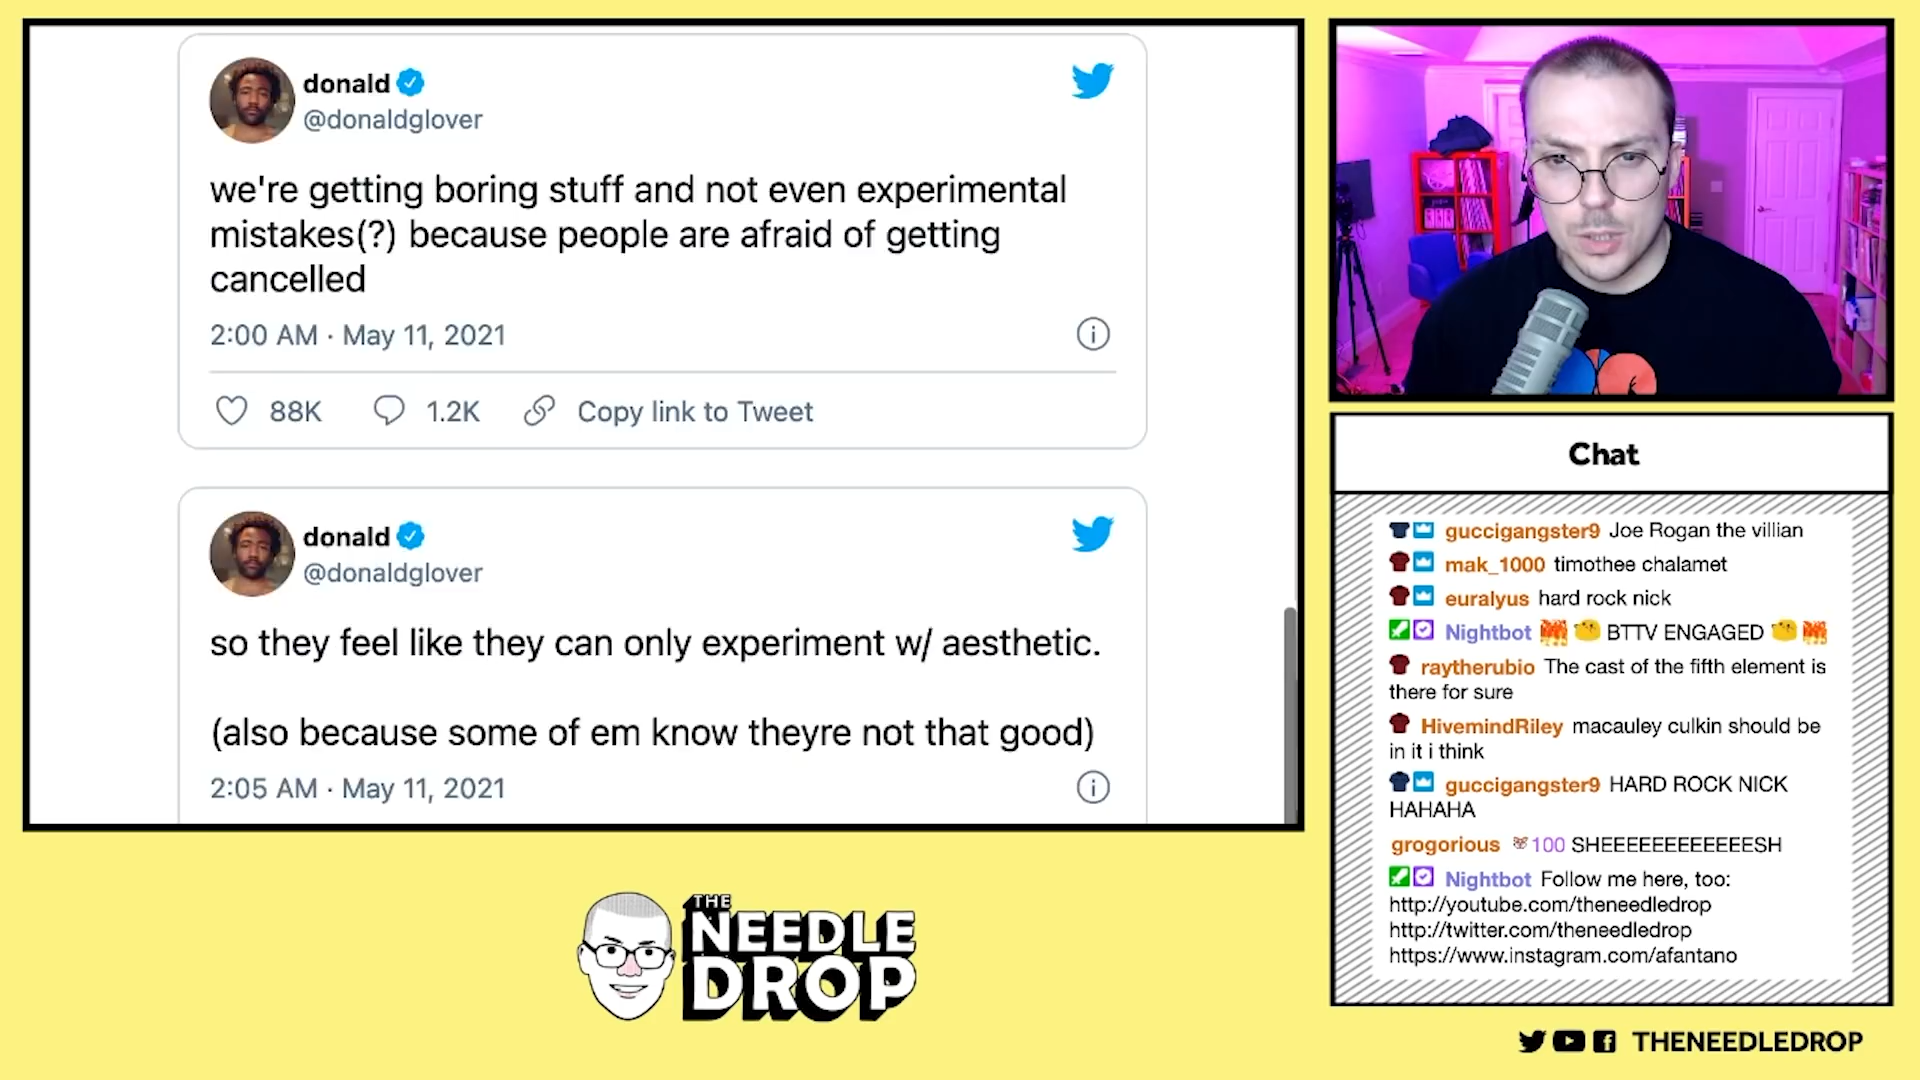 donald
@donaldglover
we're getting boring stuff and not even experimental
mistakes(?) because people are afraid of getting
cancelled
2:00 AM · May 11, 2021
88K 1.2K Copy link to Tweet
donald
@donaldglover
so they feel like they can only experiment w/ aesthetic.
(also because some of em know theyre not that good)
2:05 AM · May 11, 2021
THE
NEEDLE
DROP
Chat
guccigangster9 Joe Rogan the villian
mak_1000 timothee chalamet
euralyus hard rock nick
Nightbot BTTV ENGAGED
raytherubio The cast of the fifth element is
there for sure
HivemindRiley macauley culkin should be
in it i think
guccigangster9 HARD ROCK NICK
HAHAHA
grogorious 100 SHEEEEEEEEEEEESH
Nightbot Follow me here, too:
http://youtube.com/theneedledrop
http://twitter.com/theneedledrop
https://www.instagram.com/afantano
THENEEDLEDROP